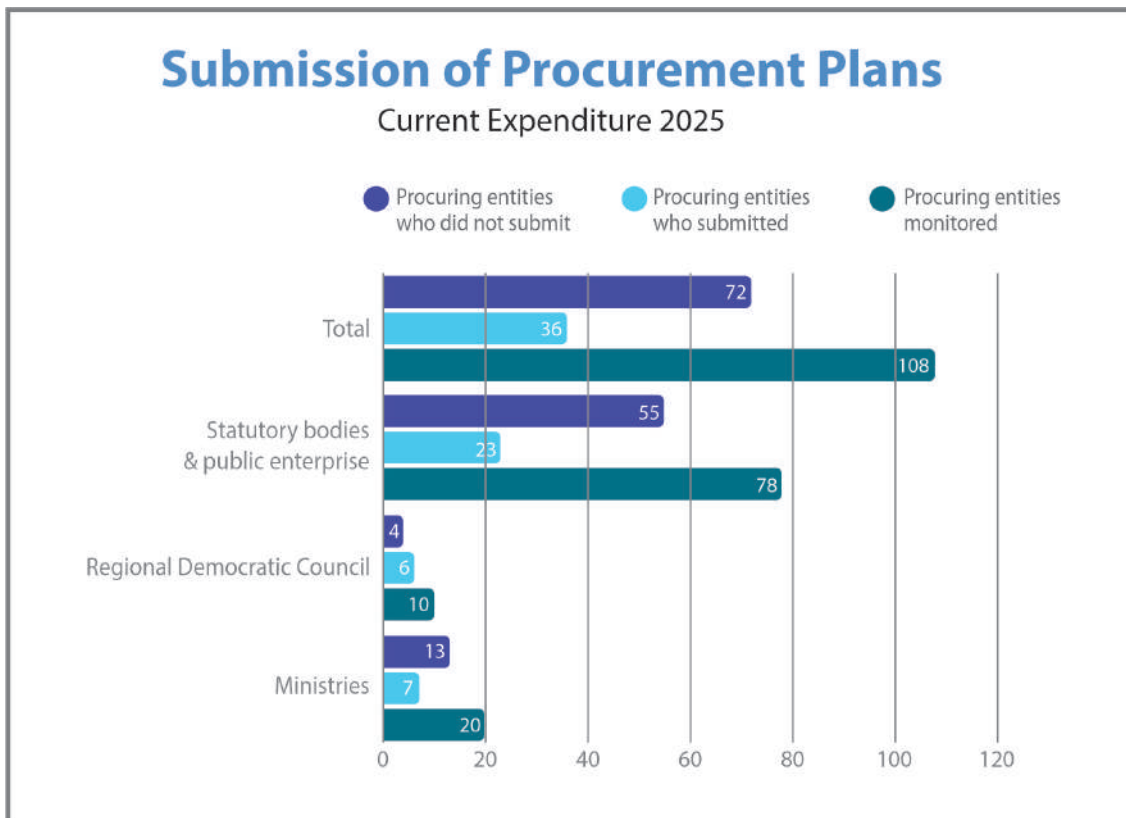 Submission of Procurement Plans
Current Expenditure 2025
Procuring entities
who did not submit
Procuring entities
who submitted
Procuring entities
monitored
Total
72
36
108
Statutory bodies
& public enterprise
55
23
78
Regional Democratic Council
4
6
10
Ministries
13
7
20
0 20 40 60 80 100 120